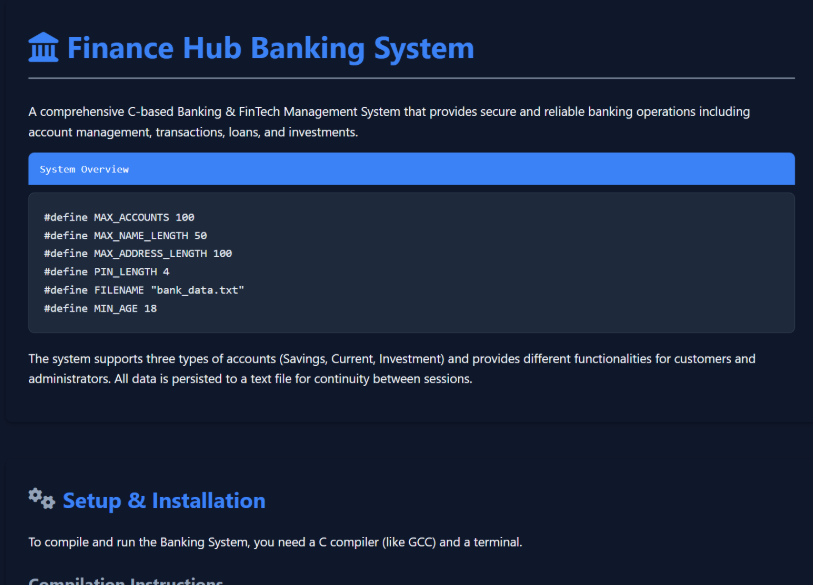 Finance Hub Banking System
A comprehensive C-based Banking & FinTech Management System that provides secure and reliable banking operations including
account management, transactions, loans, and investments.
System Overview
#define MAX_ACCOUNTS 100
#define MAX_NAME_LENGTH 50
#define MAX_ADDRESS_LENGTH 100
#define PIN_LENGTH 4
#define FILENAME "bank_data.txt"
#define MIN_AGE 18
The system supports three types of accounts (Savings, Current, Investment) and provides different functionalities for customers and
administrators. All data is persisted to a text file for continuity between sessions.
Setup & Installation
To compile and run the Banking System, you need a C compiler (like GCC) and a terminal.
Compilation Instructions